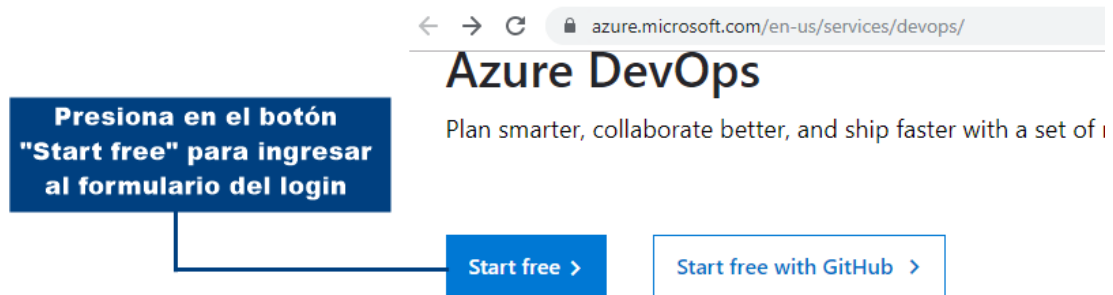 azure.microsoft.com/en-us/services/devops/
Azure DevOps
Plan smarter, collaborate better, and ship faster with a set of
Presiona en el botón
"Start free" para ingresar
al formulario del login
Start free >
Start free with GitHub >